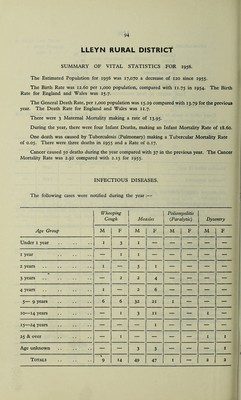 94
LLEYN RURAL DISTRICT
SUMMARY OF VITAL STATISTICS FOR 1956.
The Estimated Population for 1956 was 17,070 a decrease of 120 since 1955.
The Birth Rate was 12.60 per 1,000 population, compared with 11.73 in 1954. The Birth
Rate for England and Wales was 15.7.
The General Death Rate, per 1,000 population was 15.29 compared with 13.79 for the previous
year. The Death Rate for England and Wales was 11.7.
There were 3 Maternal Mortality making a rate of 13.95.
During the year, there were four Infant Deaths, making an Infant Mortality Rate of 18.60.
One death was caused by Tuberculosis (Pulmonary) making a Tubercular Mortality Rate
of 0.05. There were three deaths in 1955 and a Rate of 0.17.
Cancer caused 50 deaths during the year compared with 37 in the previous year. The Cancer
Mortality Rate was 2.92 compared with 2.15 for 1955.
INFECTIOUS DISEASES.
The following cases were notified during the year :—
Age Group Whooping Cough Measles Poliomyelitis (Paralytic) Dysentery
M F M F M F M F
Under 1 year 1 3 1 — — — — —
1 year — 1 1 — — — — —
2 years 1 — 5 1 — — — —
3 years — 2 2 4 — — — —
4 years 1 — 2 6 — — — —
5— 9 years 6 6 32 21 1 — — —
10—14 years — 1 3 11 — — 1 —
15—24 years — — — 1 — — — —
25 & over — 1 — — — — 1 1
Age unknown — — 3 3 — — — 1
TOTALS 9 14 49 47 1 — 2 2